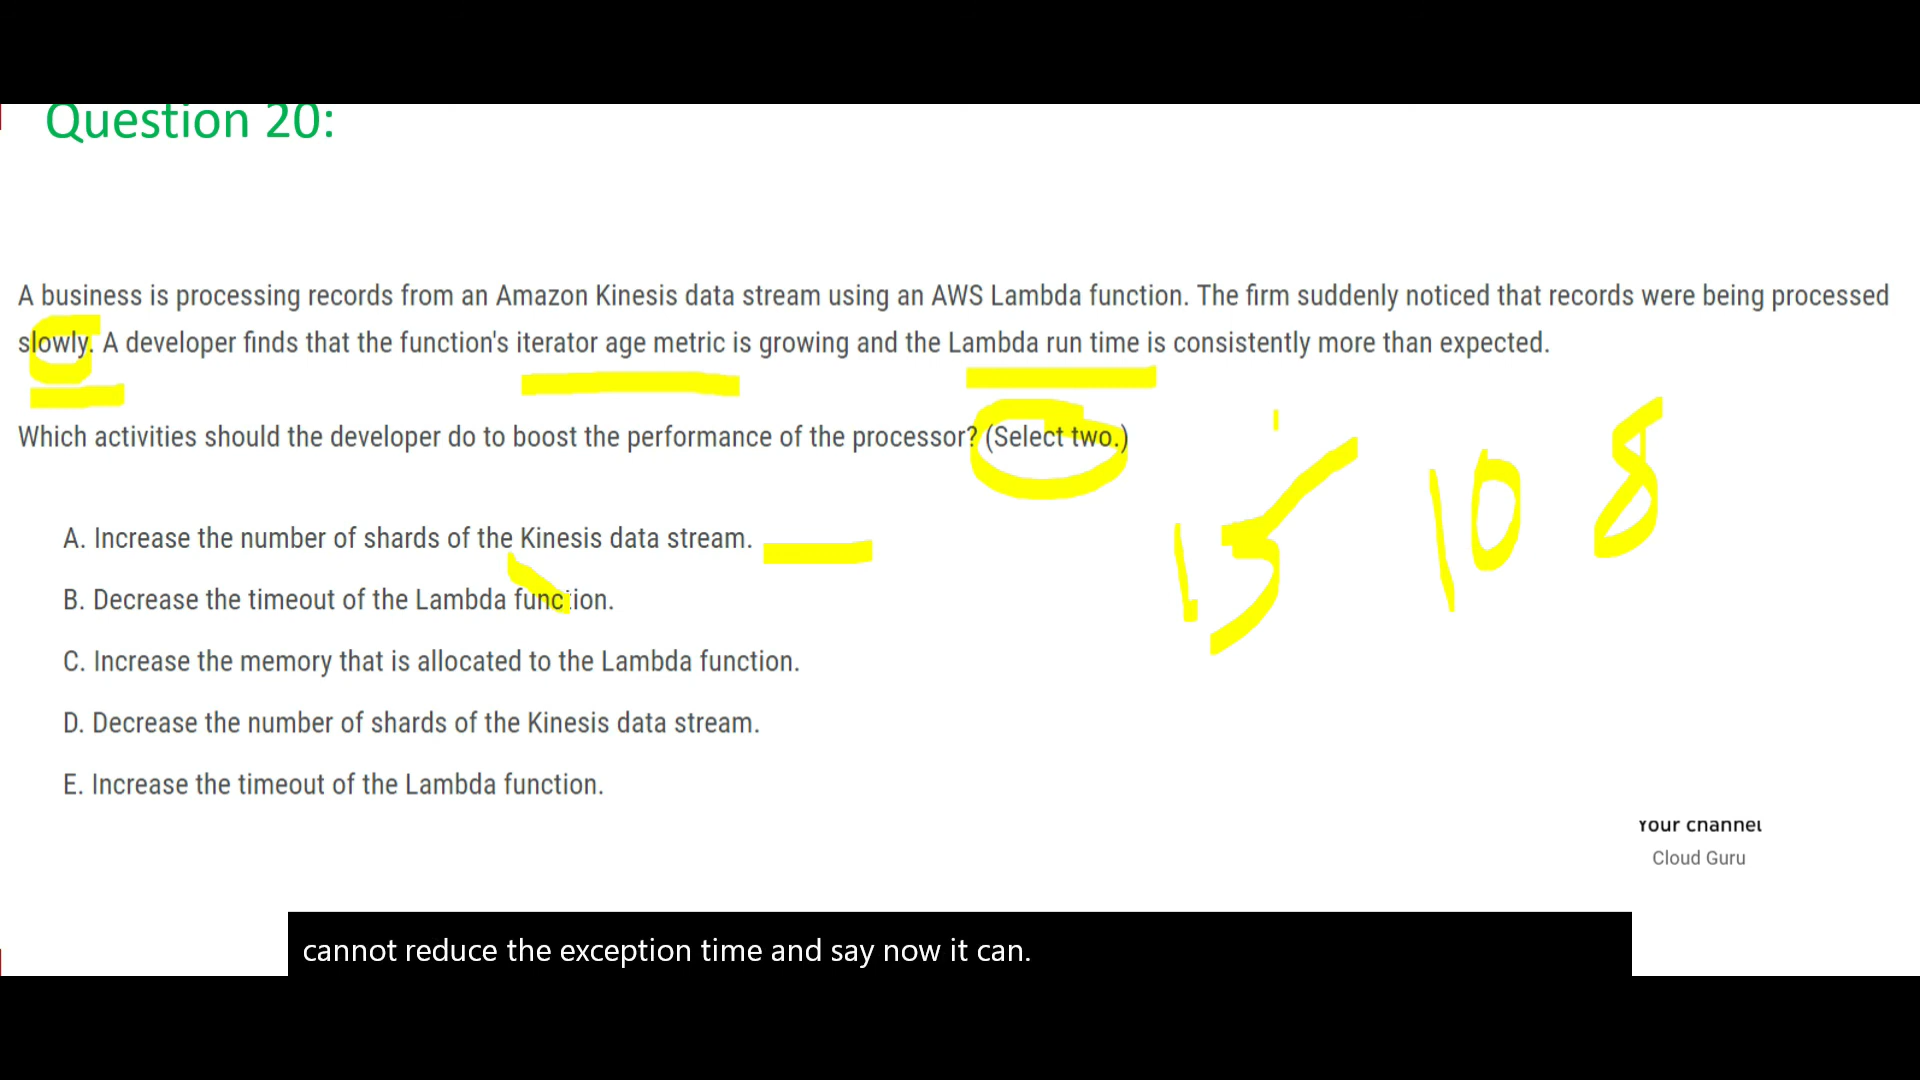 Question 20:
A business is processing records from an Amazon Kinesis data stream using an AWS Lambda function. The firm suddenly noticed that records were being processed
slowly. A developer finds that the function's iterator age metric is growing and the Lambda run time is consistently more than expected.
Which activities should the developer do to boost the performance of the processor? (Select two.)
15 10 8
A. Increase the number of shards of the Kinesis data stream.
B. Decrease the timeout of the Lambda function.
C. Increase the memory that is allocated to the Lambda function.
D. Decrease the number of shards of the Kinesis data stream.
E. Increase the timeout of the Lambda function.
Your channel
Cloud Guru
cannot reduce the exception time and say now it can.